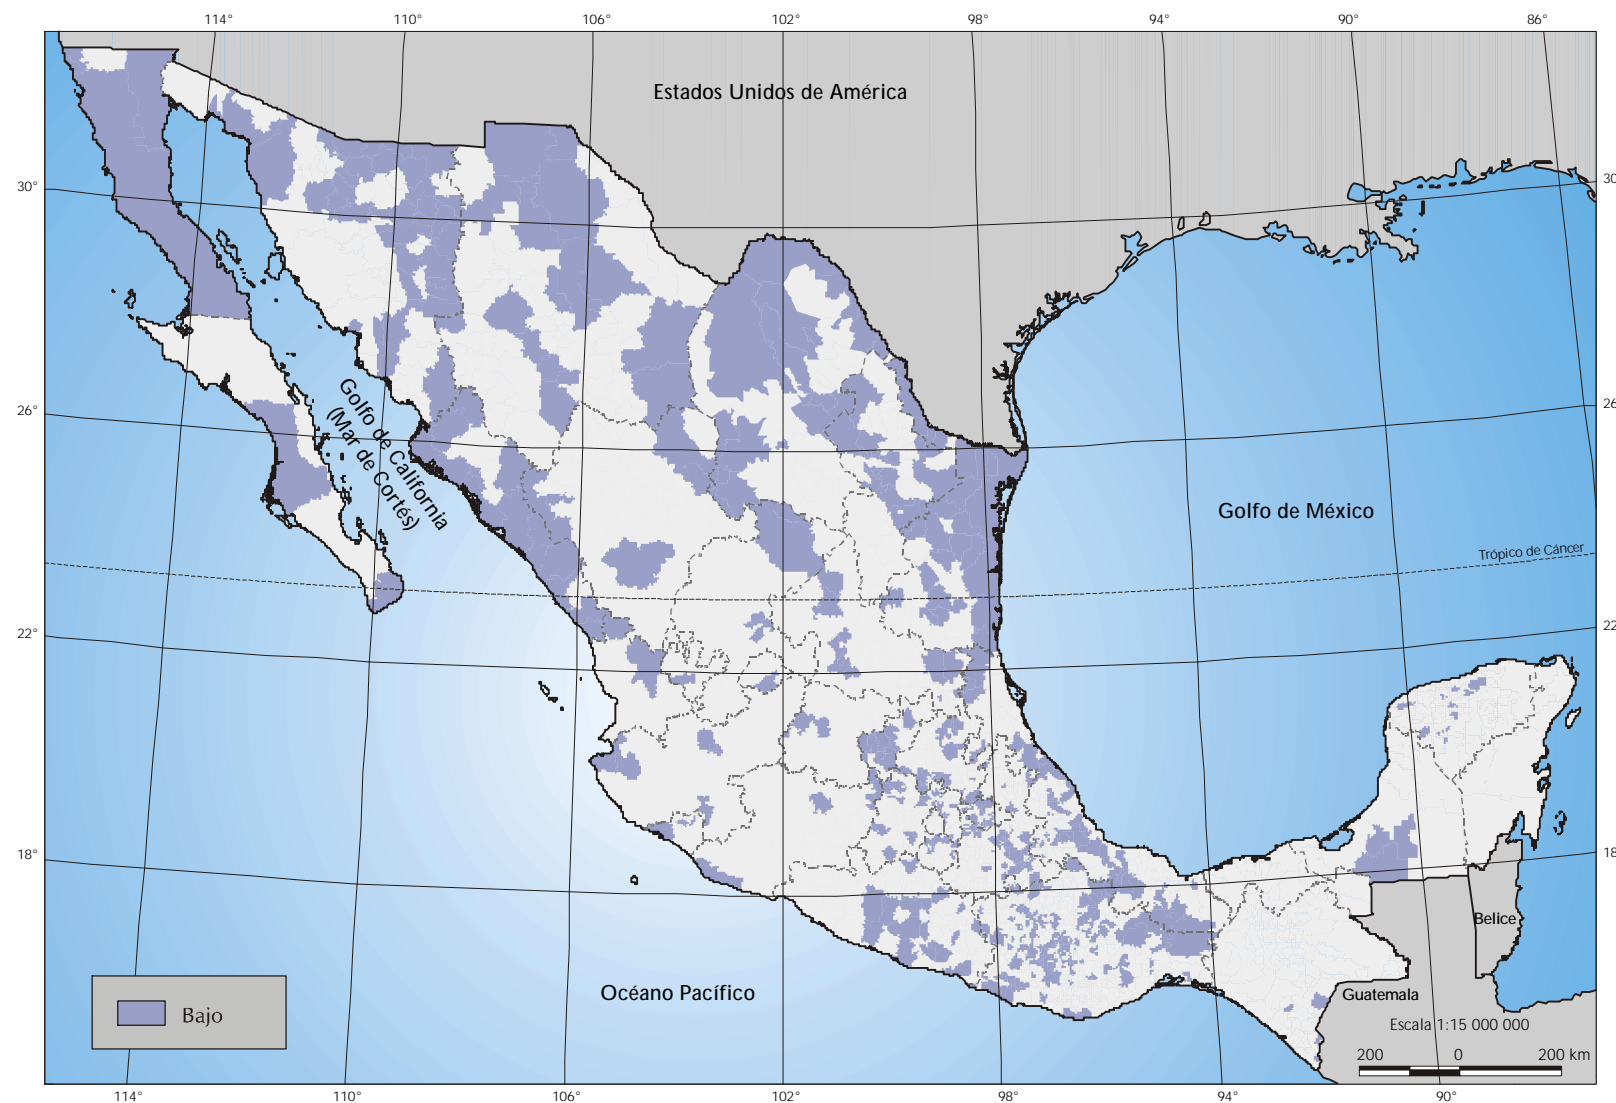 114°
110°
106°
102°
98°
94°
90°
86°
Estados Unidos de América
30°
30
26°
26
Golfo de California
(Mar de Cortés)
Golfo de México
Trópico de Cáncer
22°
22
18°
18
Belice
Océano Pacífico
Guatemala
Bajo
Escala 1:15 000 000
200 0 200 km
114°
110°
106°
102°
98°
94°
90°